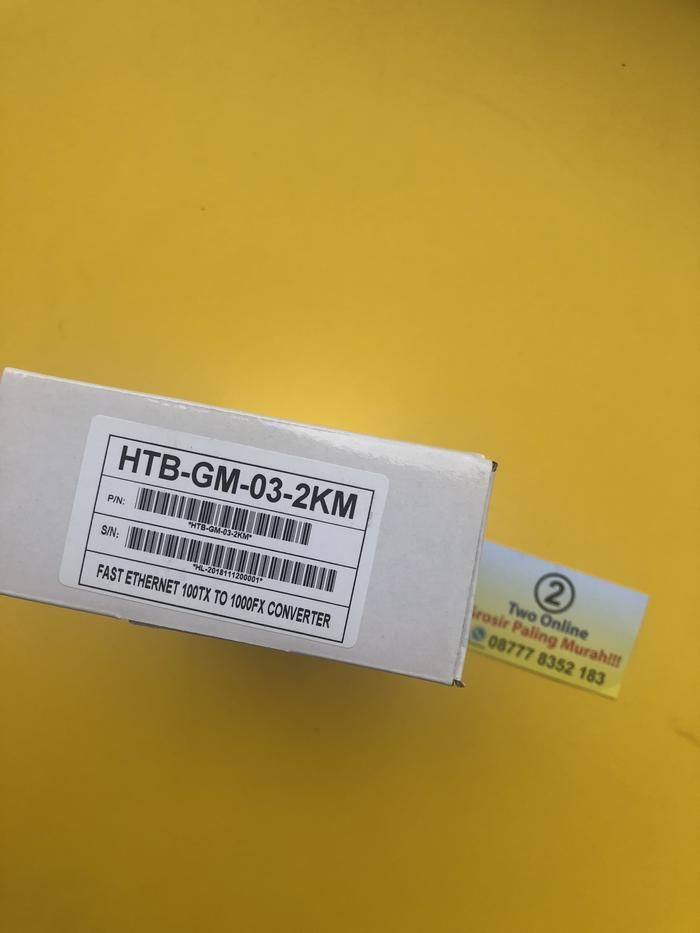 HTB-GM-03-2KM
P/N:
*HTB-GM-03-2KM*
S/N:
*HL-2018111200001*
FAST ETHERNET 100TX TO 1000FX CONVERTER
2
Two Online
Grosir Paling Murah!!!
08777 8352 183